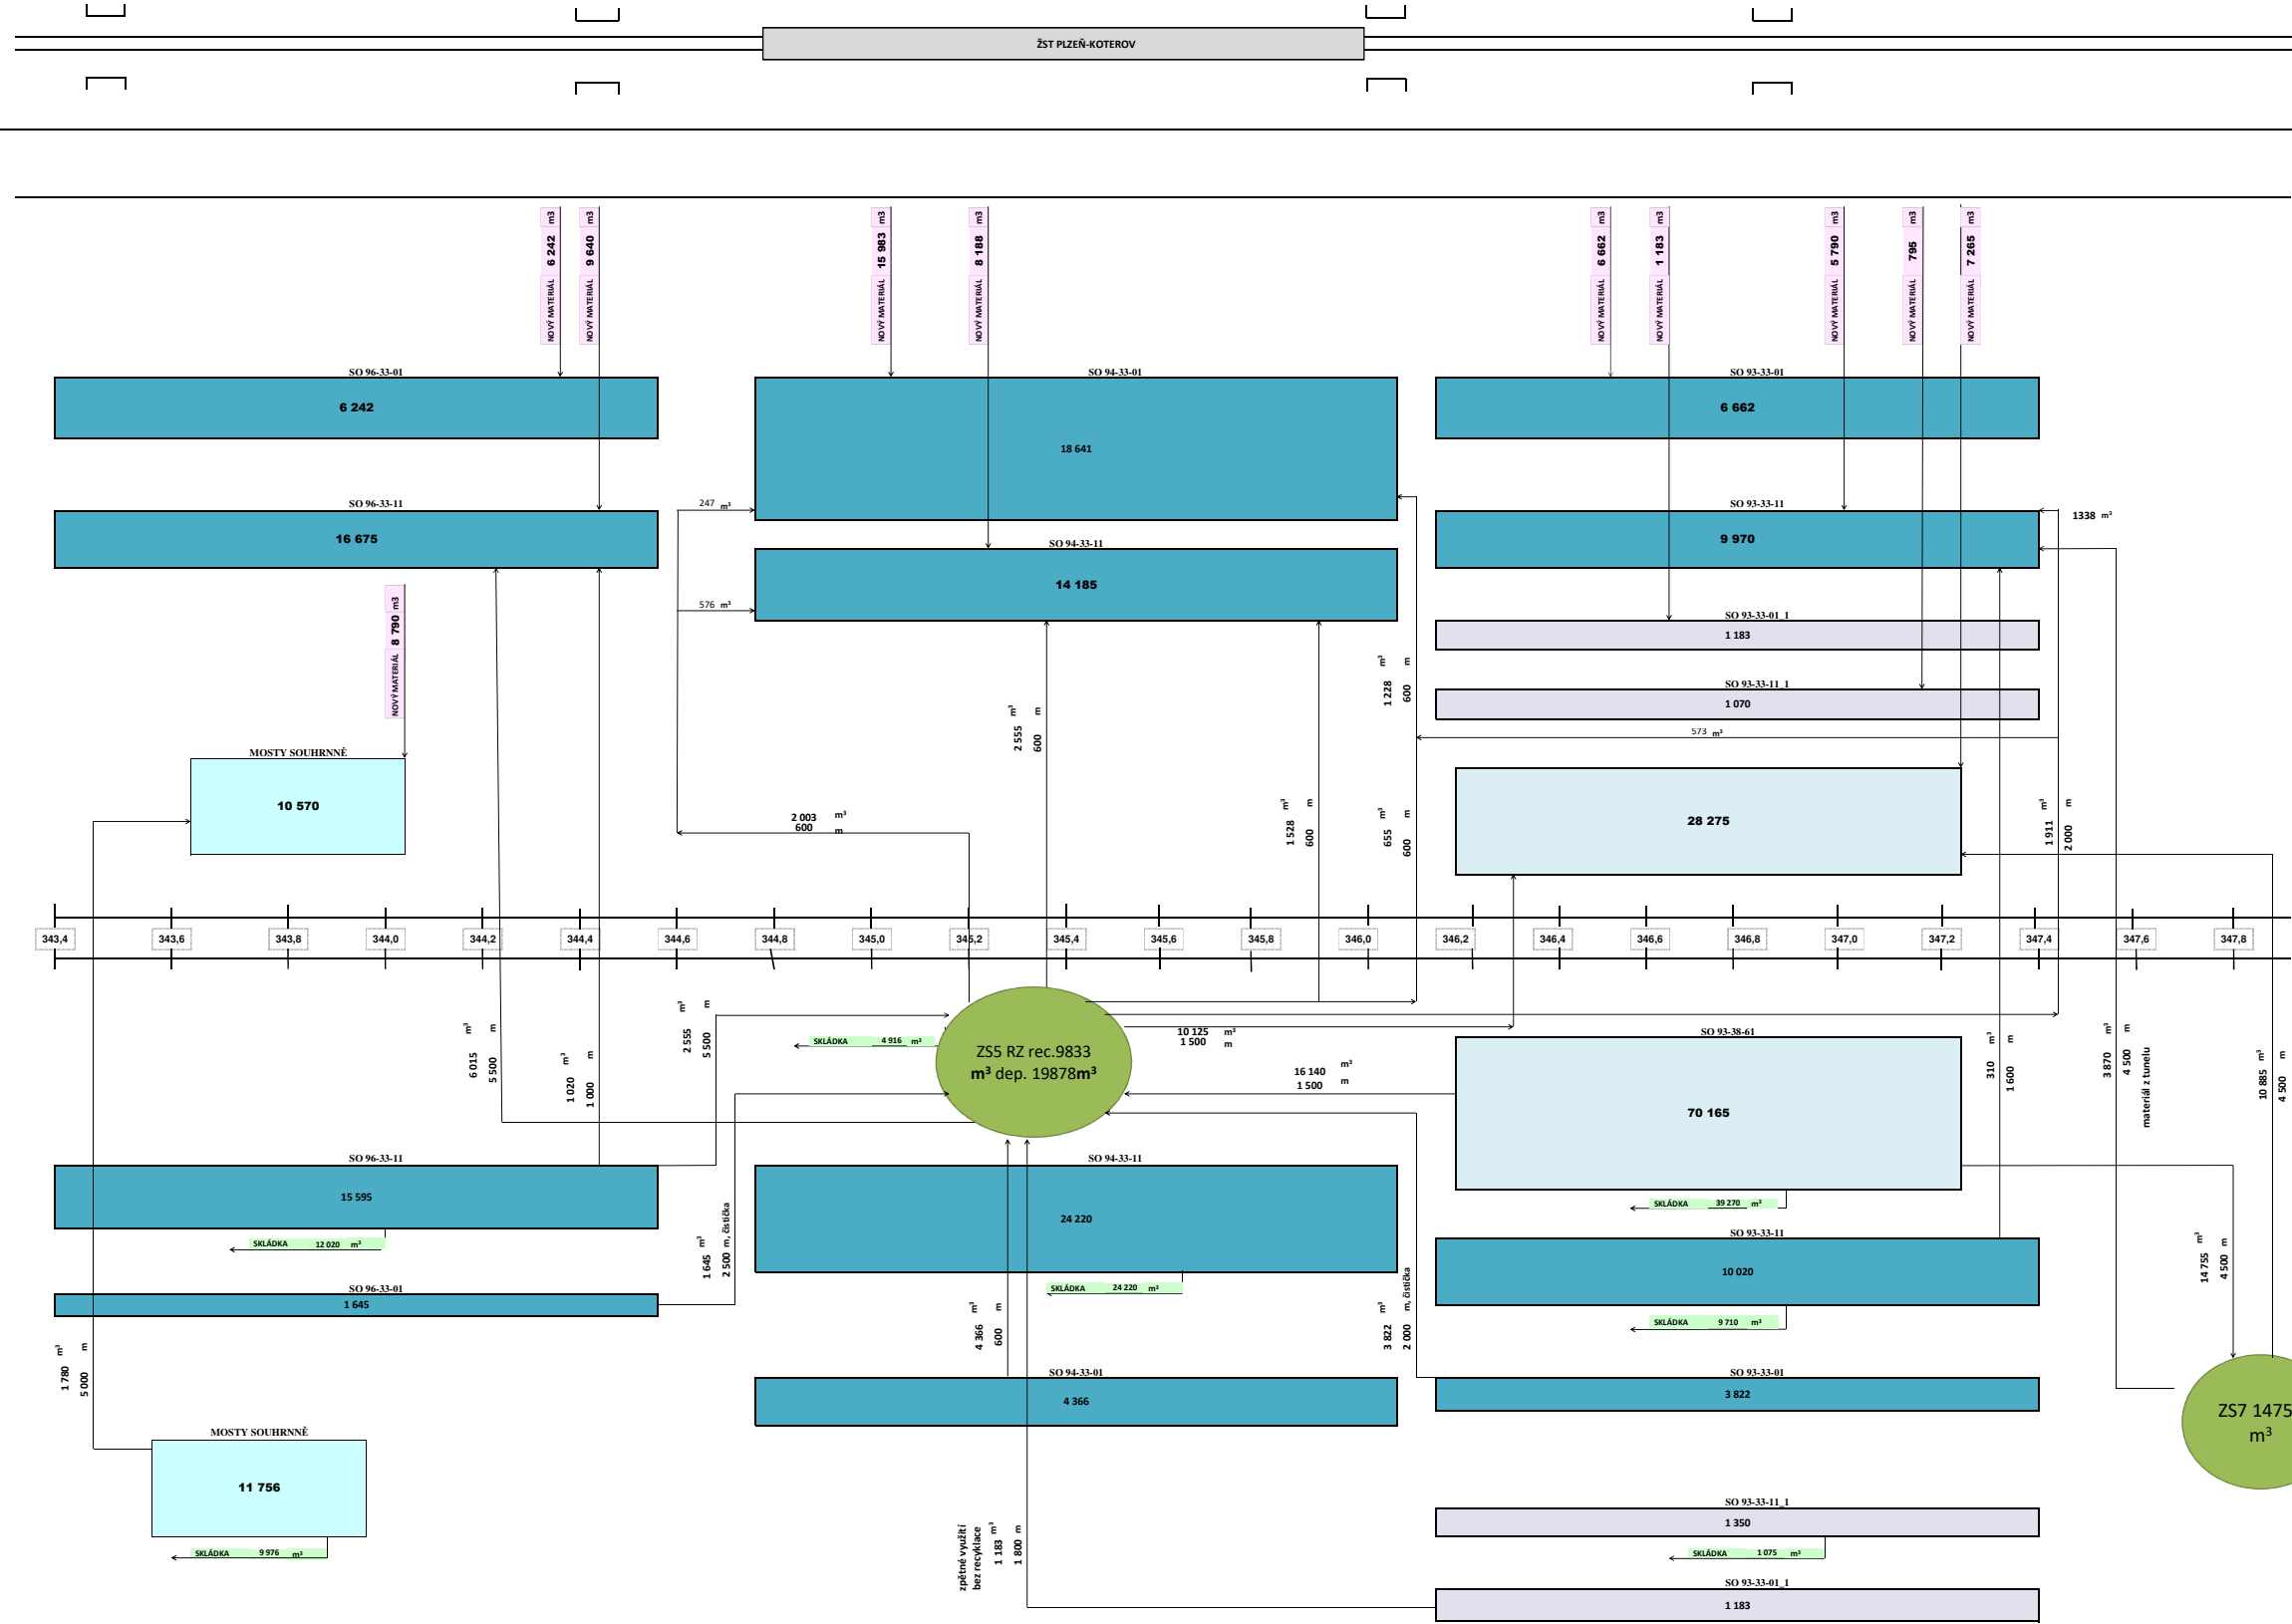 ŽST PLZEŇ-KOTEROV
NOVÝ MATERIÁL 6 242 m3
NOVÝ MATERIÁL 9 640 m3
NOVÝ MATERIÁL 15 983 m3
NOVÝ MATERIÁL 8 188 m3
NOVÝ MATERIÁL 6 662 m3
NOVÝ MATERIÁL 1 183 m3
NOVÝ MATERIÁL 5 790 m3
NOVÝ MATERIÁL 795 m3
NOVÝ MATERIÁL 7 265 m3
SO 96-33-01
6 242
SO 94-33-01
18 641
SO 93-33-01
6 662
SO 96-33-11
16 675
247 m³
SO 94-33-11
14 185
576 m³
SO 93-33-11
9 970
1338 m³
NOVÝ MATERIÁL 8 790 m3
SO 93-33-01_1
1 183
SO 93-33-11_1
1 070
573 m³
MOSTY SOUHRNNĚ
10 570
2 003 m³
600 m
2 555 m³
600 m
1 528 m³
600 m
1 228 m³
600 m
655 m³
600 m
28 275
1 911 m³
2 000 m
343,4 343,6 343,8 344,0 344,2 344,4 344,6 344,8 345,0 345,2 345,4 345,6 345,8 346,0 346,2 346,4 346,6 346,8 347,0 347,2 347,4 347,6 347,8
6 015 m³
5 500 m
1 020 m³
1 000 m
2 555 m³
5 500 m
SKLÁDKA 4 916 m³
ZS5 RZ rec.9833
m³ dep. 19878m³
10 125 m³
1 500 m
16 140 m³
1 500 m
SO 93-38-61
70 165
SKLÁDKA 39 270 m³
310 m³
1 600 m
3 870 m³
4 500 m
materiál z tunelu
10 885 m³
4 500 m
SO 96-33-11
15 595
SKLÁDKA 12 020 m³
SO 96-33-01
1 645
1 645 m³
2 500 m, čistička
SO 94-33-11
24 220
SKLÁDKA 24 220 m³
4 366 m³
600 m
3 822 m³
2 000 m, čistička
SO 93-33-11
10 020
SKLÁDKA 9 710 m³
14 755 m³
4 500 m
1 780 m³
5 000 m
SO 94-33-01
4 366
SO 93-33-01
3 822
ZS7 1475
m³
MOSTY SOUHRNNĚ
11 756
SKLÁDKA 9 976 m³
zpětné využití
bez recyklace
1 183 m³
1 800 m
SO 93-33-11_1
1 350
SKLÁDKA 1 075 m³
SO 93-33-01_1
1 183